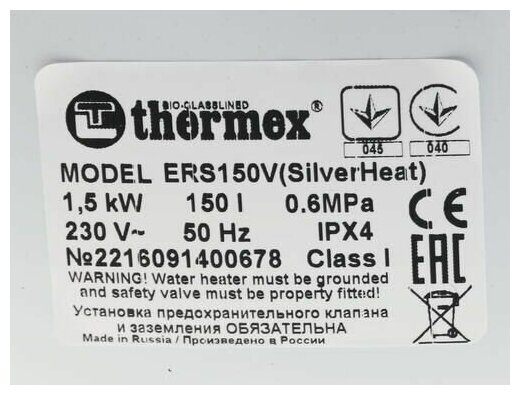 BIO-GLASSLINED
thermex®
045 040
MODEL ERS150V(SilverHeat)
1,5 kW 150 l 0.6MPa
230 V~ 50 Hz IPX4
№2216091400678 Class I
WARNING! Water heater must be grounded
and safety valve must be property fitted!
Установка предохранительного клапана
и заземления ОБЯЗАТЕЛЬНА
Made in Russia / Произведено в России
CE
EAC